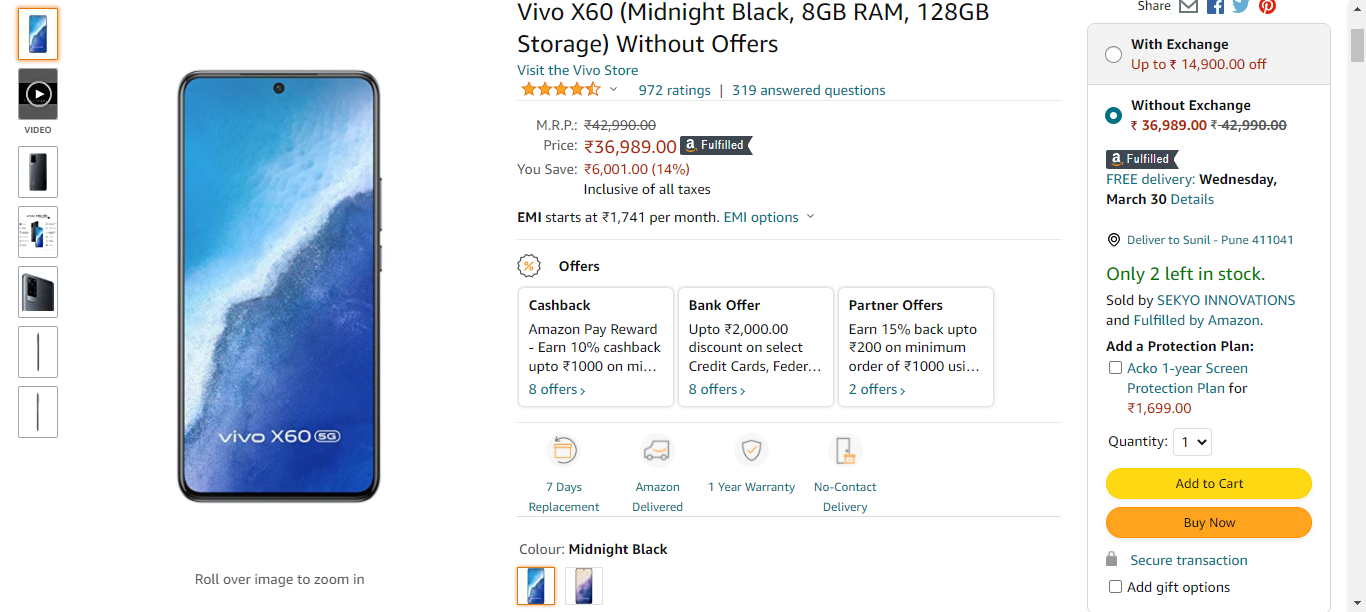 VIDEO
vivo X60 5G
Roll over image to zoom in
Vivo X60 (Midnight Black, 8GB RAM, 128GB
Storage) Without Offers
Visit the Vivo Store
972 ratings | 319 answered questions
M.R.P.: ₹42,990.00
Price: ₹36,989.00 a Fulfilled
You Save: ₹6,001.00 (14%)
Inclusive of all taxes
EMI starts at ₹1,741 per month. EMI options
% Offers
Cashback
Amazon Pay Reward
- Earn 10% cashback
upto ₹1000 on mi…
8 offers ›
Bank Offer
Upto ₹2,000.00
discount on select
Credit Cards, Feder…
8 offers ›
Partner Offers
Earn 15% back upto
₹200 on minimum
order of ₹1000 usi…
2 offers ›
7 Days
Replacement
Amazon
Delivered
1 Year Warranty
No-Contact
Delivery
Colour: Midnight Black
Share
With Exchange
Up to ₹ 14,900.00 off
Without Exchange
₹ 36,989.00 ₹ 42,990.00
a Fulfilled
FREE delivery: Wednesday,
March 30 Details
Deliver to Sunil - Pune 411041
Only 2 left in stock.
Sold by SEKYO INNOVATIONS
and Fulfilled by Amazon.
Add a Protection Plan:
Acko 1-year Screen
Protection Plan for
₹1,699.00
Quantity: 1
Add to Cart
Buy Now
Secure transaction
Add gift options